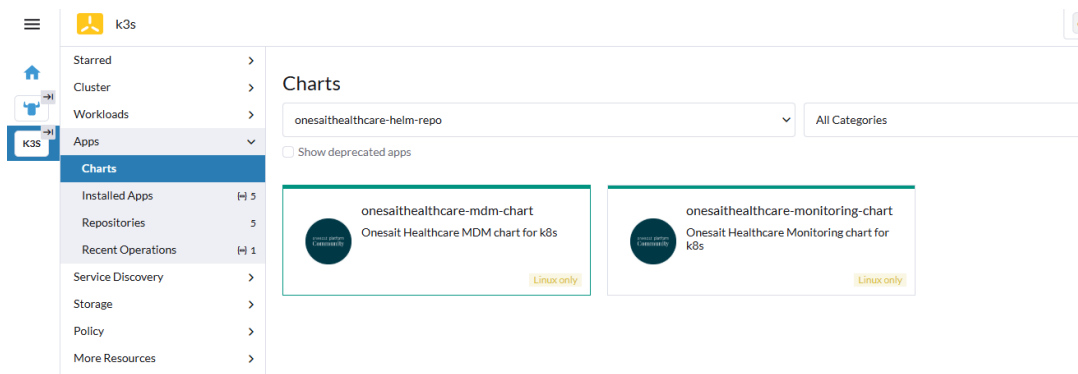 k3s
K3S
Starred
Cluster
Workloads
Apps
Charts
Installed Apps 5
Repositories 5
Recent Operations 1
Service Discovery
Storage
Policy
More Resources
Charts
onesaithealthcare-helm-repo
All Categories
Show deprecated apps
onesaithealthcare-mdm-chart
Onesait Healthcare MDM chart for k8s
Community
Linux only
onesaithealthcare-monitoring-chart
Onesait Healthcare Monitoring chart for
k8s
Community
Linux only